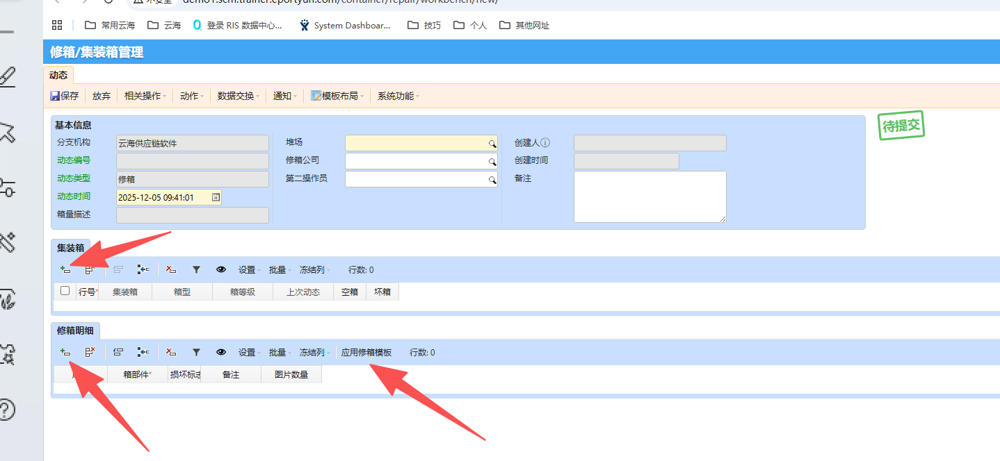 不安全 demo1.scm.trainer.eportyun.com/container/repair/workbench/new/
常用云海 云海 登录 RIS 数据中心... System Dashboar... 技巧 个人 其他网址
修箱/集装箱管理
动态
保存 放弃 相关操作 动作 数据交换 通知 模板布局 系统功能
基本信息
待提交
分支机构 云海供应链软件 堆场 创建人
动态编号 修箱公司 创建时间
动态类型 修箱 第二操作员 备注
动态时间 2025-12-05 09:41:01
箱量描述
集装箱
设置 批量 冻结列 行数: 0
行号* 集装箱 箱型 箱等级 上次动态 空箱 坏箱
修箱明细
设置 批量 冻结列 应用修箱模板 行数: 0
箱部件* 损坏标志 备注 图片数量